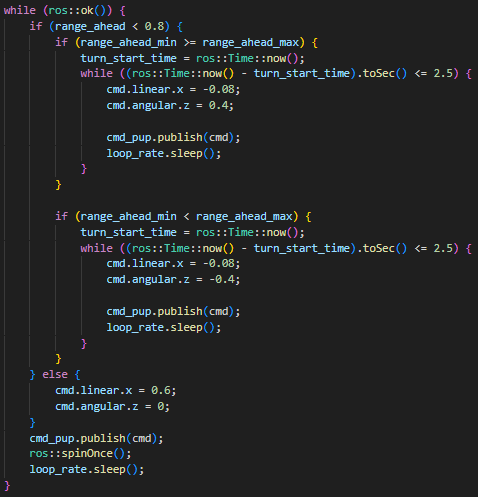 while (ros::ok()) {
    if (range_ahead < 0.8) {
        if (range_ahead_min >= range_ahead_max) {
            turn_start_time = ros::Time::now();
            while ((ros::Time::now() - turn_start_time).toSec() <= 2.5) {
                cmd.linear.x = -0.08;
                cmd.angular.z = 0.4;

                cmd_pup.publish(cmd);
                loop_rate.sleep();
            }
        }

        if (range_ahead_min < range_ahead_max) {
            turn_start_time = ros::Time::now();
            while ((ros::Time::now() - turn_start_time).toSec() <= 2.5) {
                cmd.linear.x = -0.08;
                cmd.angular.z = -0.4;

                cmd_pup.publish(cmd);
                loop_rate.sleep();
            }
        }
    } else {
        cmd.linear.x = 0.6;
        cmd.angular.z = 0;
    }
    cmd_pup.publish(cmd);
    ros::spinOnce();
    loop_rate.sleep();
}